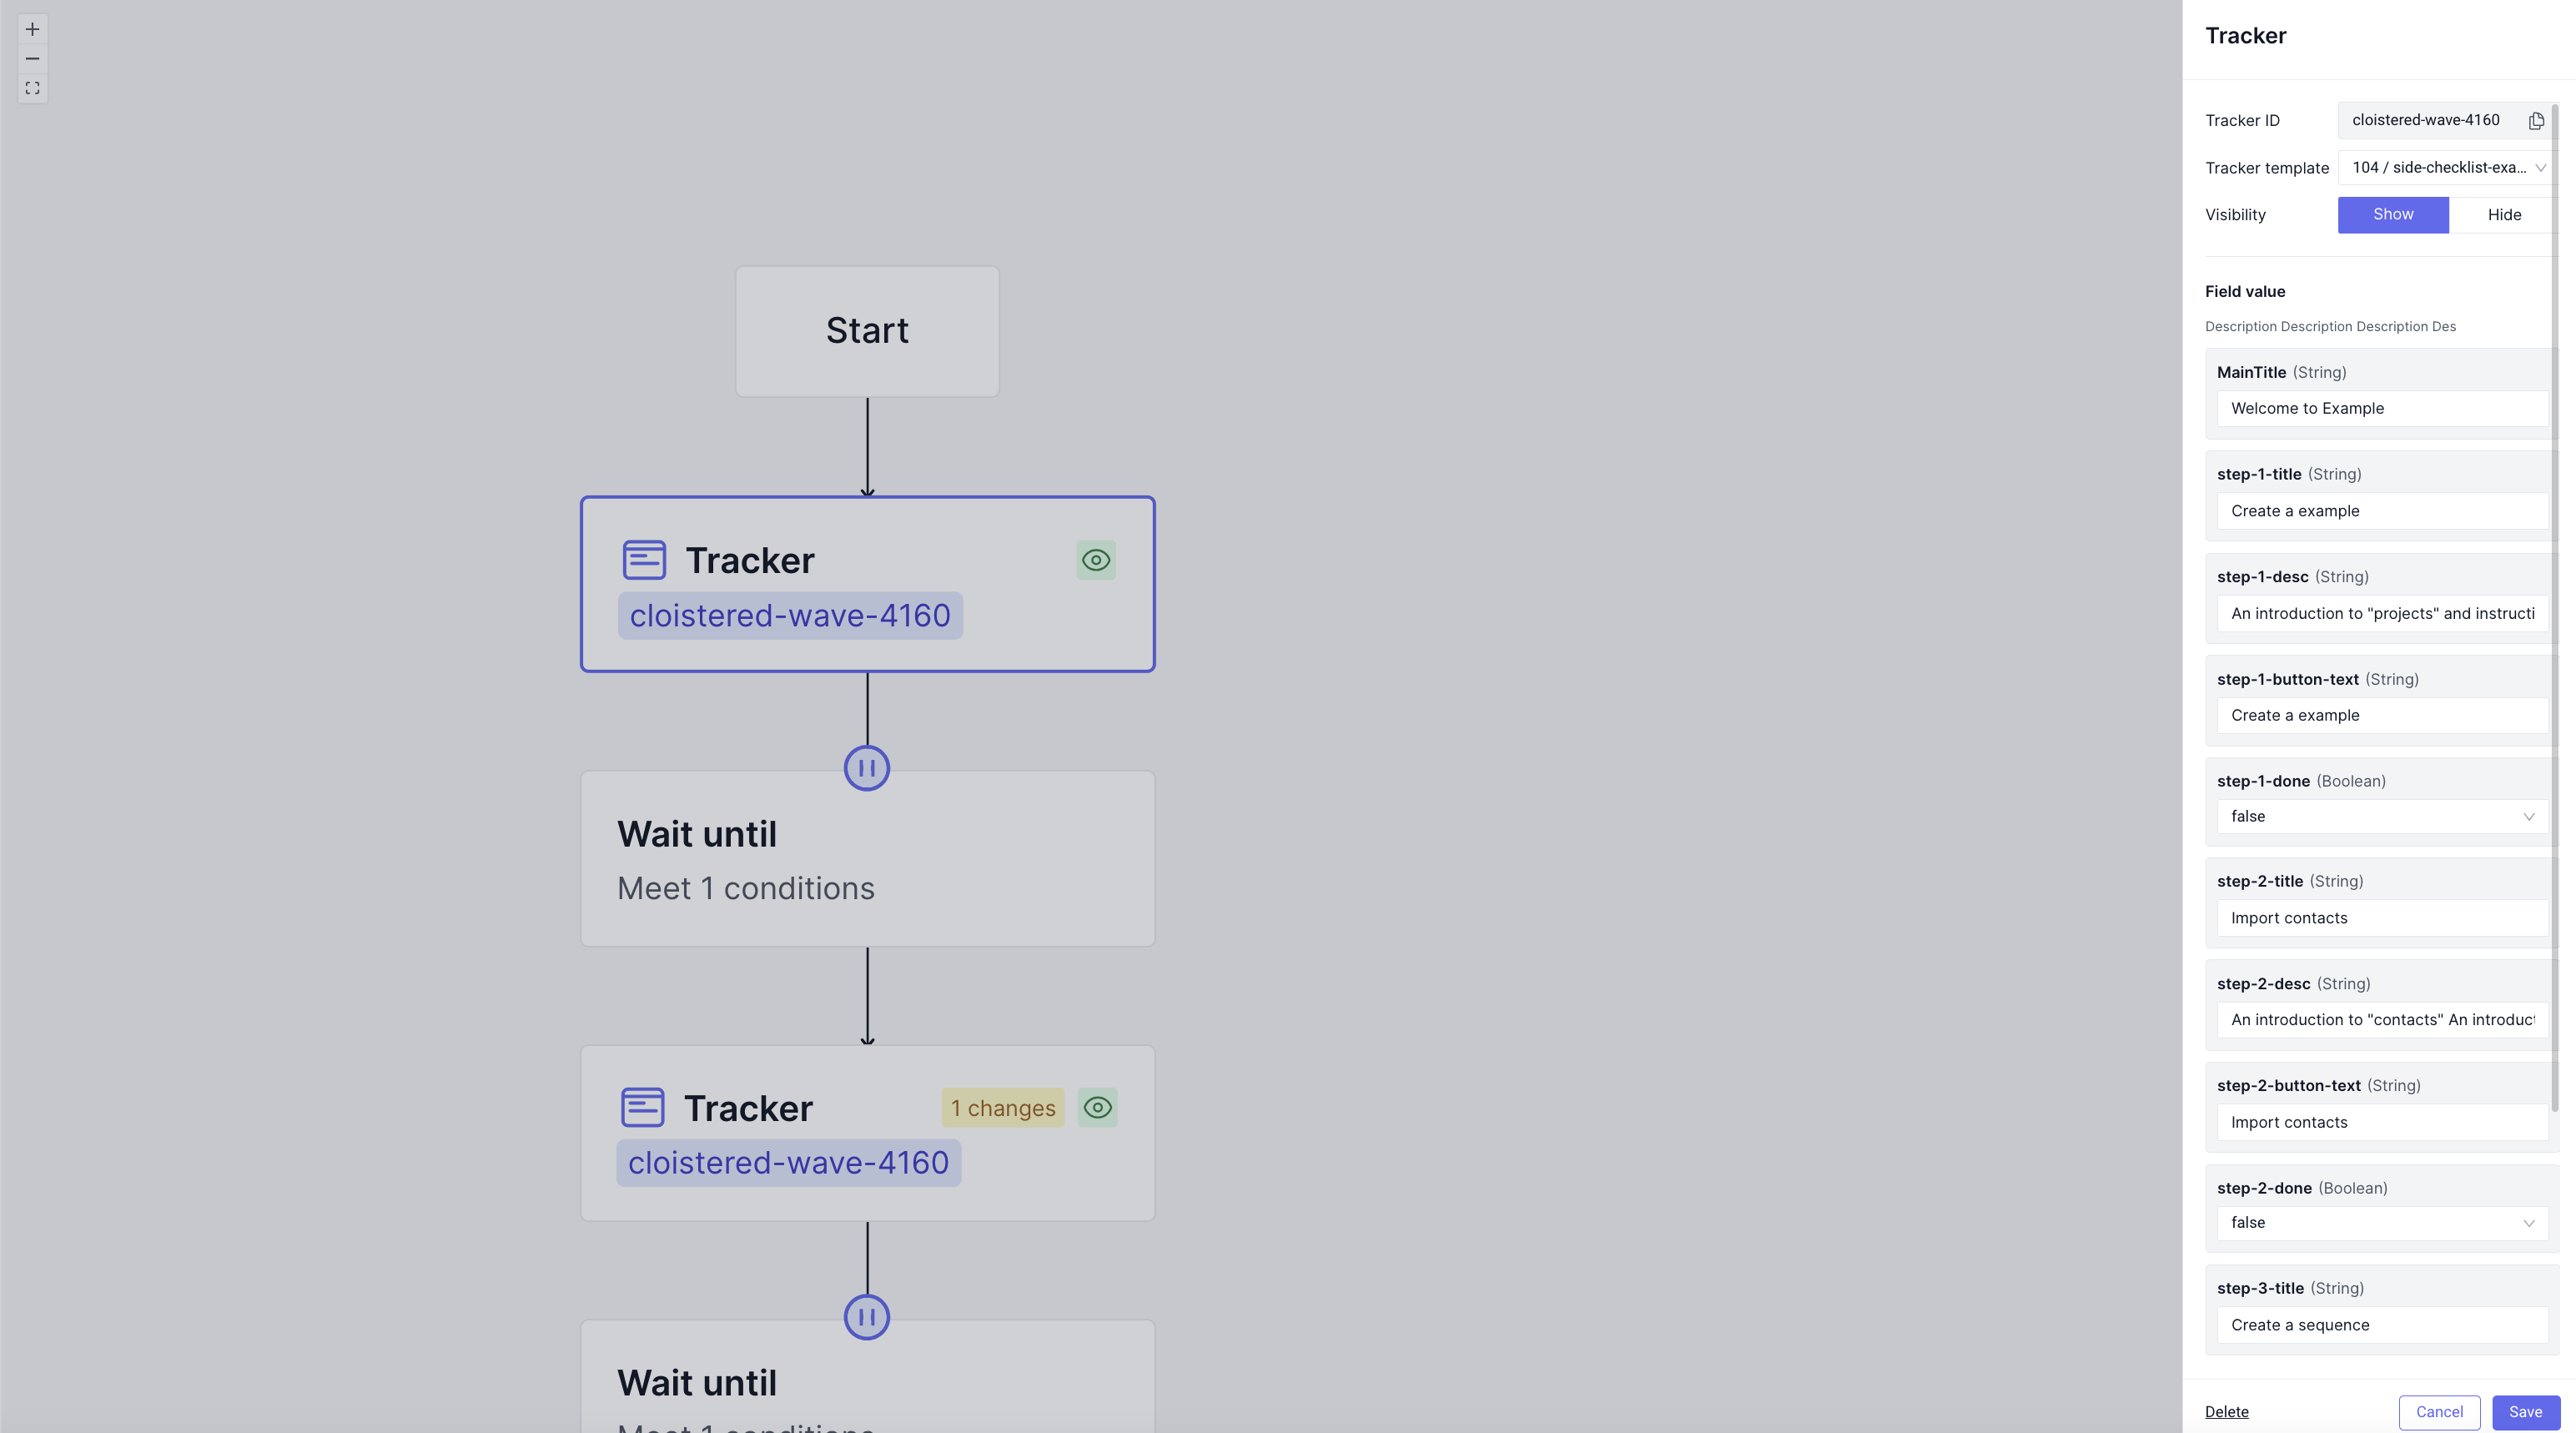 Start
Tracker
cloistered-wave-4160
Wait until
Meet 1 conditions
Tracker
1 changes
cloistered-wave-4160
Wait until
Meet 1 conditions
Tracker
Tracker ID
cloistered-wave-4160
Tracker template
104 / side-checklist-exa...
Visibility
Show
Hide
Field value
Description Description Description Des
MainTitle (String)
Welcome to Example
step-1-title (String)
Create a example
step-1-desc (String)
An introduction to "projects" and instructi
step-1-button-text (String)
Create a example
step-1-done (Boolean)
false
step-2-title (String)
Import contacts
step-2-desc (String)
An introduction to "contacts" An introduct
step-2-button-text (String)
Import contacts
step-2-done (Boolean)
false
step-3-title (String)
Create a sequence
Delete
Cancel
Save